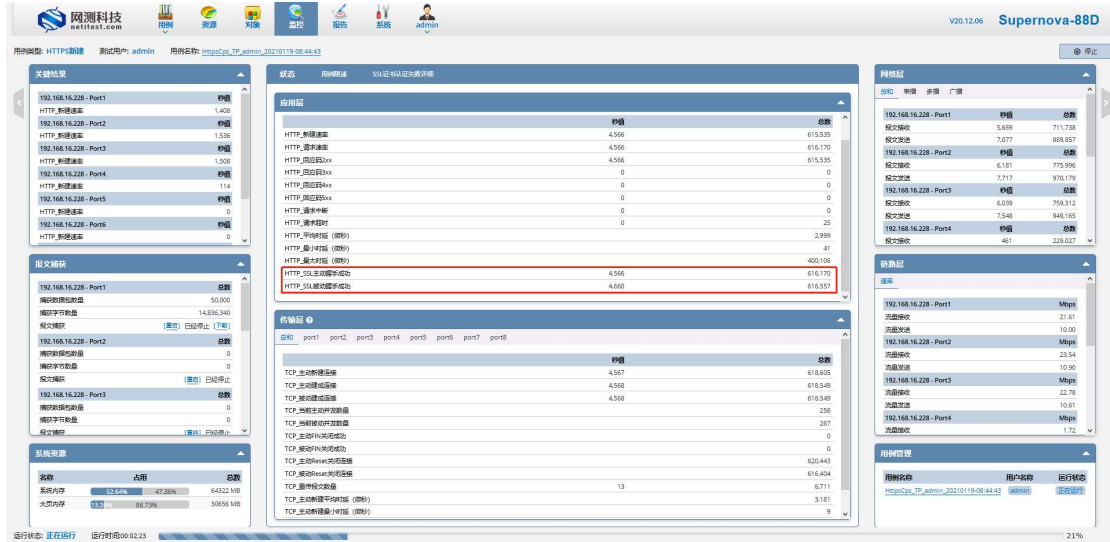 网测科技
netitest.com
用例
资源
对象
监控
报告
系统
admin
V20.12.06 Supernova-88D
用例类型: HTTPS新建 测试用户: admin 用例名称: HttpsCps_TP_admin_20210119-08:44:43
停止
关键结果
192.168.16.228 - Port1 秒值
HTTP_新建速率 1,408
192.168.16.228 - Port2 秒值
HTTP_新建速率 1,536
192.168.16.228 - Port3 秒值
HTTP_新建速率 1,508
192.168.16.228 - Port4 秒值
HTTP_新建速率 114
192.168.16.228 - Port5 秒值
HTTP_新建速率 0
192.168.16.228 - Port6 秒值
HTTP_新建速率 0
报文捕获
192.168.16.228 - Port1 总数
捕获数据包数量 50,000
捕获字节数量 14,836,340
报文捕获 [重启] 已经停止 [下载]
192.168.16.228 - Port2 总数
捕获数据包数量 0
捕获字节数量 0
报文捕获 [重启] 已经停止
192.168.16.228 - Port3 总数
捕获数据包数量 0
捕获字节数量 0
报文捕获 [重启] 已经停止
系统资源
名称 占用 总数
系统内存 52.64% 47.36% 64322 MB
大页内存 86.73% 30656 MB
状态 用例限速 SSL证书认证失败详细
应用层
秒值 总数
HTTP_新建速率 4,566 615,535
HTTP_请求速率 4,566 616,170
HTTP_回应码2xx 4,566 615,535
HTTP_回应码3xx 0 0
HTTP_回应码4xx 0 0
HTTP_回应码5xx 0 0
HTTP_请求中断 0 0
HTTP_请求超时 0 25
HTTP_平均时延 (微秒) 2,999
HTTP_最小时延 (微秒) 41
HTTP_最大时延 (微秒) 400,106
HTTP_SSL主动握手成功 4,566 616,170
HTTP_SSL被动握手成功 4,660 616,557
传输层
总和 port1 port2 port3 port4 port5 port6 port7 port8
秒值 总数
TCP_主动新建连接 4,567 618,605
TCP_主动建成连接 4,568 618,549
TCP_被动建成连接 4,568 618,549
TCP_当前主动并发数量 256
TCP_当前被动并发数量 267
TCP_主动FIN关闭成功 0
TCP_被动FIN关闭成功 0
TCP_主动Reset关闭连接 620,443
TCP_被动Reset关闭连接 616,404
TCP_重传报文数量 13 6,711
TCP_主动新建平均时延 (微秒) 3,181
TCP_主动新建最小时延 (微秒) 9
网络层
总和 单播 多播 广播
192.168.16.228 - Port1 秒值 总数
报文接收 5,669 711,738
报文发送 7,077 889,857
192.168.16.228 - Port2 秒值 总数
报文接收 6,181 775,996
报文发送 7,717 970,179
192.168.16.228 - Port3 秒值 总数
报文接收 6,039 759,312
报文发送 7,548 949,165
192.168.16.228 - Port4 秒值 总数
报文接收 461 229,027
链路层
速率
192.168.16.228 - Port1 Mbps
流量接收 21.61
流量发送 10.00
192.168.16.228 - Port2 Mbps
流量接收 23.54
流量发送 10.90
192.168.16.228 - Port3 Mbps
流量接收 22.78
流量发送 10.61
192.168.16.228 - Port4 Mbps
流量接收 1.72
用例管理
用例名称 用户名称 运行状态
HttpsCps_TP_admin_20210119-08:44:43 admin 正在运行
运行状态: 正在运行 运行时间:00:02:23 21%